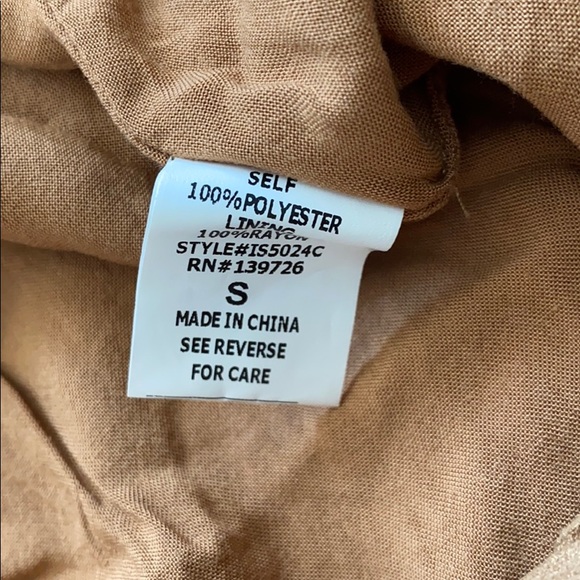 SELF
100%POLYESTER
LINING
100%RAYON
STYLE#IS5024C
RN#139726
S
MADE IN CHINA
SEE REVERSE
FOR CARE